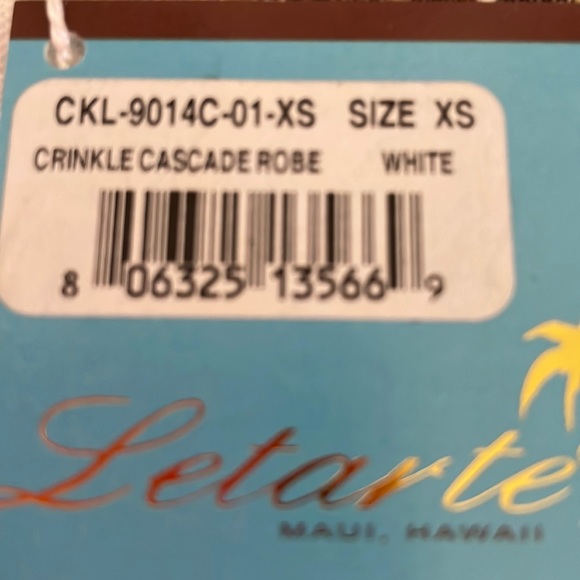 CKL-9014C-01-XS SIZE XS
CRINKLE CASCADE ROBE WHITE
8 06325 13566 9
Letarte
MAUI, HAWAII